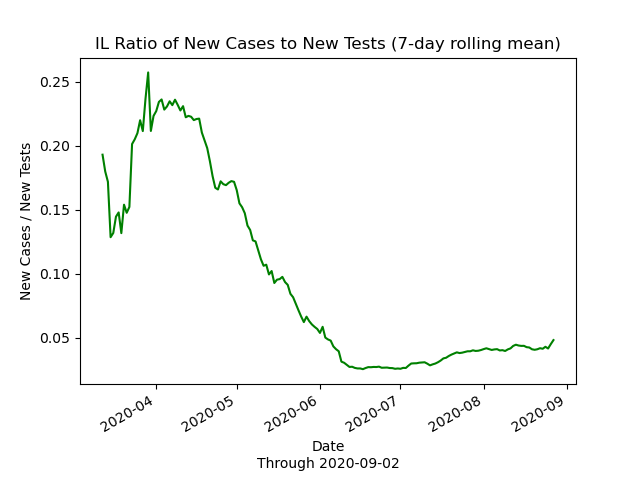 IL Ratio of New Cases to New Tests (7-day rolling mean)
New Cases / New Tests
0.25
0.20
0.15
0.10
0.05
2020-04
2020-05
2020-06
2020-07
2020-08
2020-09
Date
Through 2020-09-02